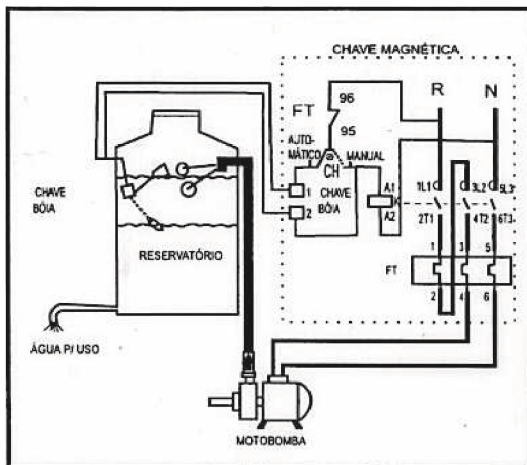 CHAVE MAGNÉTICA
R
N
FT
96
95
AUTO-
MÁTICO
MANUAL
CH
1
2
CHAVE
BÓIA
A1
K
A2
1L1
3L2
5L3
2T1
4T2
6T3
1
3
5
FT
2
4
6
CHAVE
BÓIA
RESERVATÓRIO
ÁGUA P/ USO
MOTOBOMBA